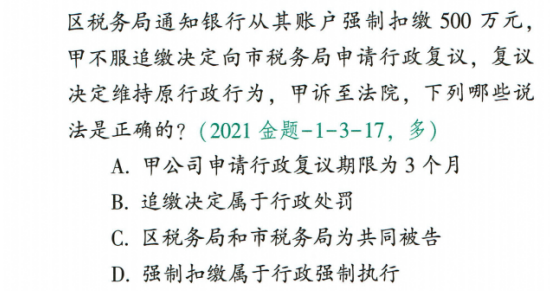 区税务局通知银行从其账户强制扣缴 500 万元，
甲不服追缴决定向市税务局申请行政复议，复议
决定维持原行政行为，甲诉至法院，下列哪些说
法是正确的？（2021 金题-1-3-17，多）
A. 甲公司申请行政复议期限为 3 个月
B. 追缴决定属于行政处罚
C. 区税务局和市税务局为共同被告
D. 强制扣缴属于行政强制执行